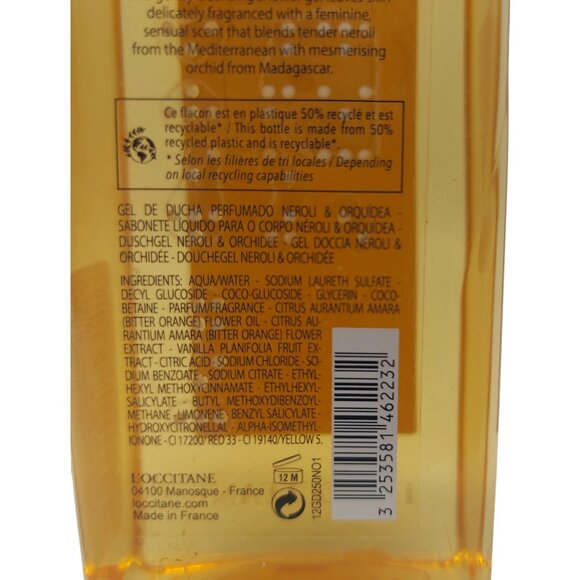 delicately fragranced with a feminine,
sensual scent that blends tender neroli
from the Mediterranean with mesmerising
orchid from Madagascar.
Ce flacon est en plastique 50% recyclé et est
recyclable* / This bottle is made from 50%
recycled plastic and is recyclable*
* Selon les filières de tri locales / Depending
on local recycling capabilities
GEL DE DUCHA PERFUMADO NEROLI & ORQUÍDEA -
SABONETE LÍQUIDO PARA O CORPO NÉROLI & ORQUÍDEA -
DUSCHGEL NEROLI & ORCHIDEE - GEL DOCCIA NEROLI &
ORCHIDÉE - DOUCHEGEL NEROLI & ORCHIDÉE
INGREDIENTS: AQUA/WATER - SODIUM LAURETH SULFATE -
DECYL GLUCOSIDE - COCO-GLUCOSIDE - GLYCERIN - COCO-
BETAINE - PARFUM/FRAGRANCE - CITRUS AURANTIUM AMARA
(BITTER ORANGE) FLOWER OIL - CITRUS AU-
RANTIUM AMARA (BITTER ORANGE) FLOWER
EXTRACT - VANILLA PLANIFOLIA FRUIT EX-
TRACT - CITRIC ACID - SODIUM CHLORIDE - SO-
DIUM BENZOATE - SODIUM CITRATE - ETHYL-
HEXYL METHOXYCINNAMATE - ETHYLHEXYL
SALICYLATE - BUTYL METHOXYDIBENZOYL-
METHANE - LIMONENE - BENZYL SALICYLATE -
HYDROXYCITRONELLAL - ALPHA-ISOMETHYL-
IONONE - CI 17200/ RED 33 - CI 19140/YELLOW 5.
L'OCCITANE
04100 Manosque - France
loccitane.com
Made in France
12 M
12GD250NO1
3 253581 462232